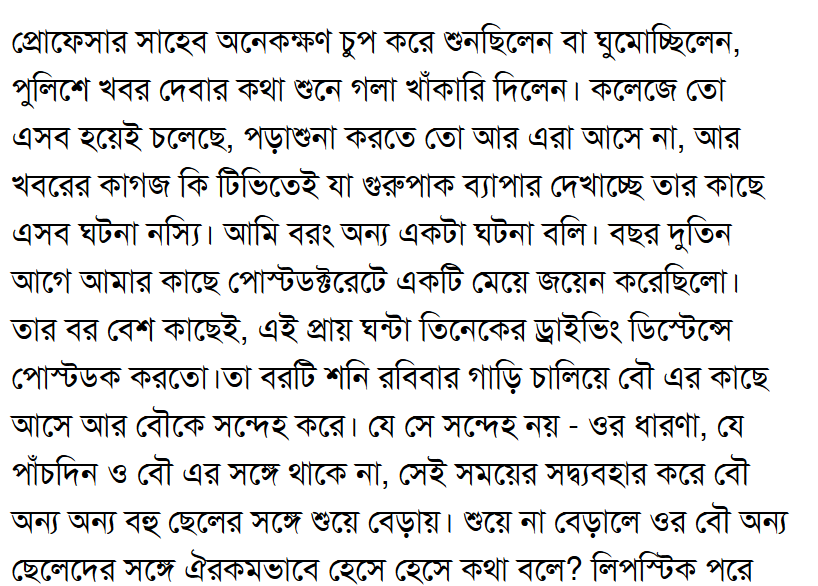 প্রোফেসার সাহেব অনেকক্ষণ চুপ করে শুনছিলেন বা ঘুমোচ্ছিলেন,
পুলিশে খবর দেবার কথা শুনে গলা খাঁকারি দিলেন। কলেজে তো
এসব হয়েই চলেছে, পড়াশুনা করতে তো আর এরা আসে না, আর
খবরের কাগজ কি টিভিতেই যা গুরুপাক ব্যাপার দেখাচ্ছে তার কাছে
এসব ঘটনা নস্যি। আমি বরং অন্য একটা ঘটনা বলি। বছর দুতিন
আগে আমার কাছে পোস্টডক্টরেটে একটি মেয়ে জয়েন করেছিলো।
তার বর বেশ কাছেই, এই প্রায় ঘন্টা তিনেকের ড্রাইভিং ডিস্টেন্সে
পোস্টডক করতো।তা বরটি শনি রবিবার গাড়ি চালিয়ে বৌ এর কাছে
আসে আর বৌকে সন্দেহ করে। যে সে সন্দেহ নয় - ওর ধারণা, যে
পাঁচদিন ও বৌ এর সঙ্গে থাকে না, সেই সময়ের সদ্ব্যবহার করে বৌ
অন্য অন্য বহু ছেলের সঙ্গে শুয়ে বেড়ায়। শুয়ে না বেড়ালে ওর বৌ অন্য
ছেলেদের সঙ্গে ঐরকমভাবে হেসে হেসে কথা বলে? লিপস্টিক পরে